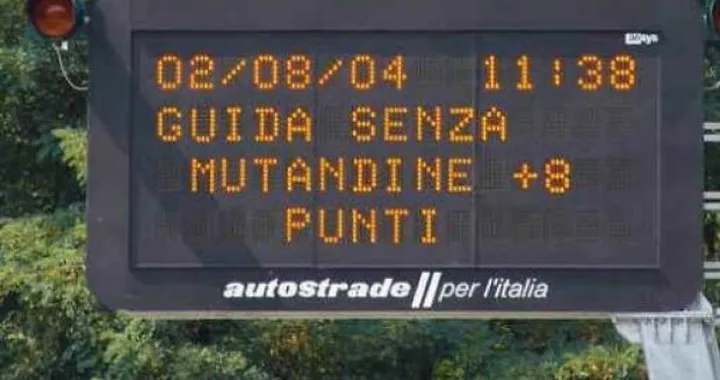 02/08/04 11:38
GUIDA SENZA
MUTANDINE +8
PUNTI
autostrade // per l'italia